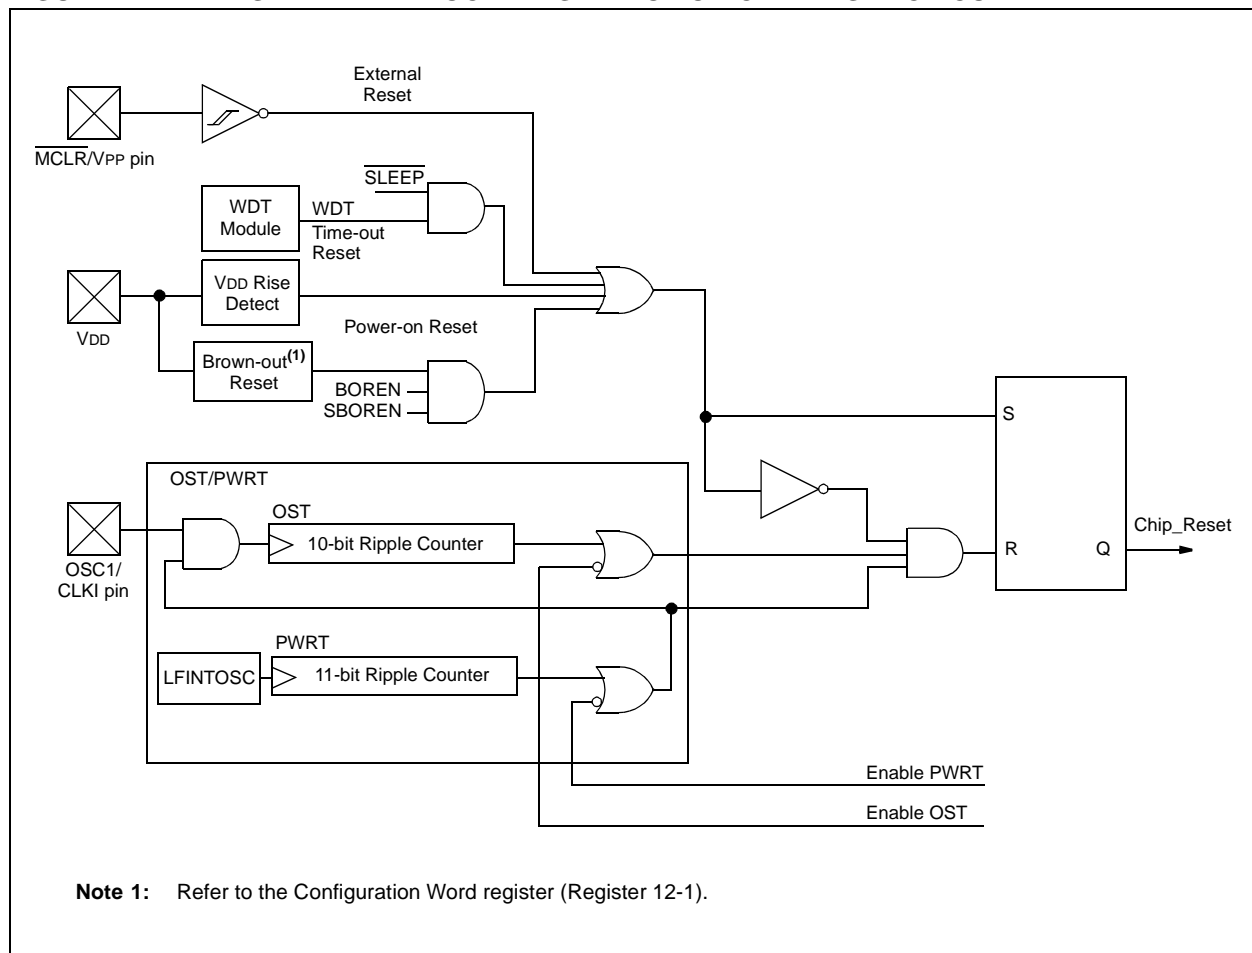 External
Reset
MCLR/VPP pin
SLEEP
WDT
Module
WDT
Time-out
Reset
VDD Rise
Detect
VDD
Power-on Reset
Brown-out(1)
Reset
BOREN
SBOREN
S
OST/PWRT
OST
10-bit Ripple Counter
OSC1/
CLKI pin
Chip_Reset
R
Q
PWRT
LFINTOSC
11-bit Ripple Counter
Enable PWRT
Enable OST
Note 1: Refer to the Configuration Word register (Register 12-1).